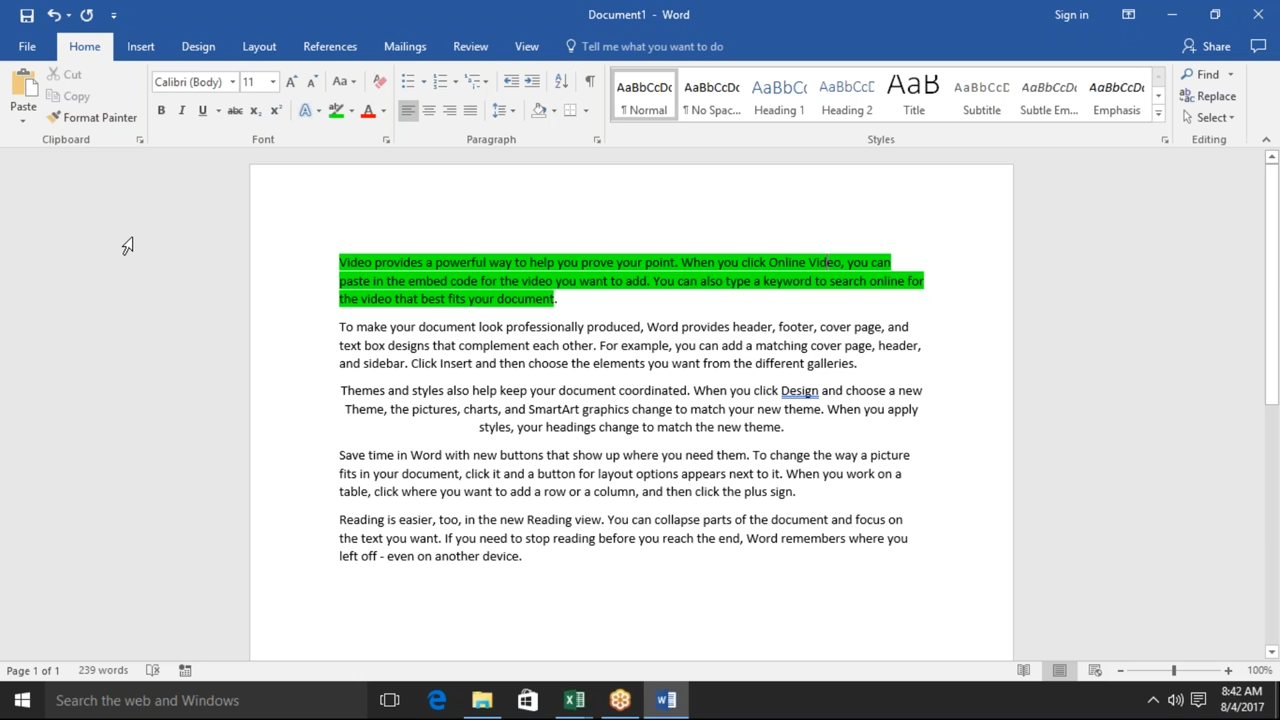 Document1 - Word
Sign in
File Home Insert Design Layout References Mailings Review View Tell me what you want to do Share
Paste
Cut
Copy
Format Painter
Calibri (Body) 11
Aa
B I U abc x₂ x² A A
AaBbCcDc AaBbCcDc AaBbCc AaBbCcD AaB AaBbCcD AaBbCcDc AaBbCcDc
¶ Normal ¶ No Spac... Heading 1 Heading 2 Title Subtitle Subtle Em... Emphasis
Find
Replace
Select
Clipboard Font Paragraph Styles Editing
Video provides a powerful way to help you prove your point. When you click Online Video, you can
paste in the embed code for the video you want to add. You can also type a keyword to search online for
the video that best fits your document.
To make your document look professionally produced, Word provides header, footer, cover page, and
text box designs that complement each other. For example, you can add a matching cover page, header,
and sidebar. Click Insert and then choose the elements you want from the different galleries.
Themes and styles also help keep your document coordinated. When you click Design and choose a new
Theme, the pictures, charts, and SmartArt graphics change to match your new theme. When you apply
styles, your headings change to match the new theme.
Save time in Word with new buttons that show up where you need them. To change the way a picture
fits in your document, click it and a button for layout options appears next to it. When you work on a
table, click where you want to add a row or a column, and then click the plus sign.
Reading is easier, too, in the new Reading view. You can collapse parts of the document and focus on
the text you want. If you need to stop reading before you reach the end, Word remembers where you
left off - even on another device.
Page 1 of 1 239 words 100%
Search the web and Windows
8:42 AM
8/4/2017